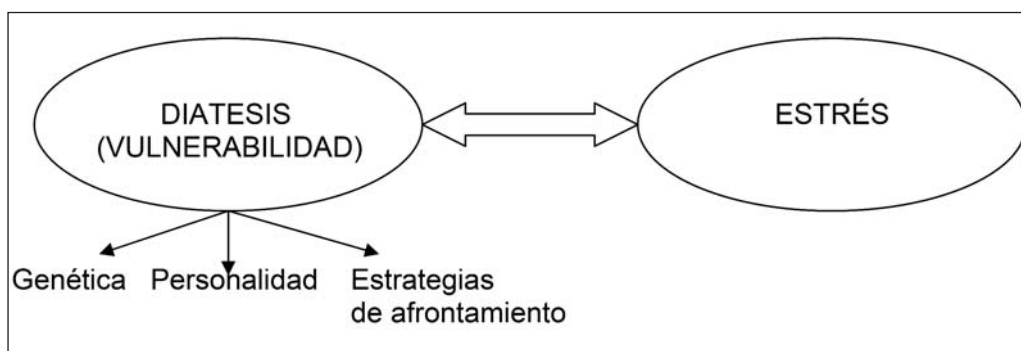 DIATESIS
(VULNERABILIDAD)
ESTRÉS
Genética
Personalidad
Estrategias
de afrontamiento